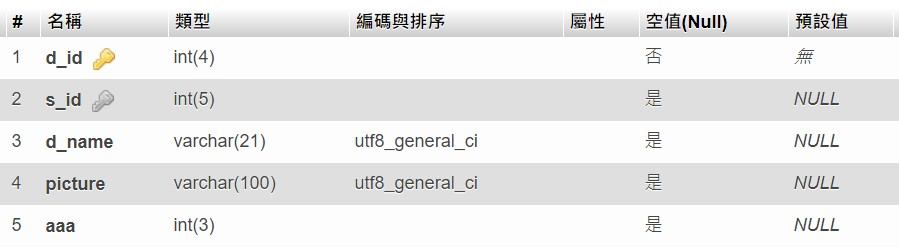 # 名稱 類型 編碼與排序 屬性 空值(Null) 預設值
1 d_id int(4) 否 無
2 s_id int(5) 是 NULL
3 d_name varchar(21) utf8_general_ci 是 NULL
4 picture varchar(100) utf8_general_ci 是 NULL
5 aaa int(3) 是 NULL